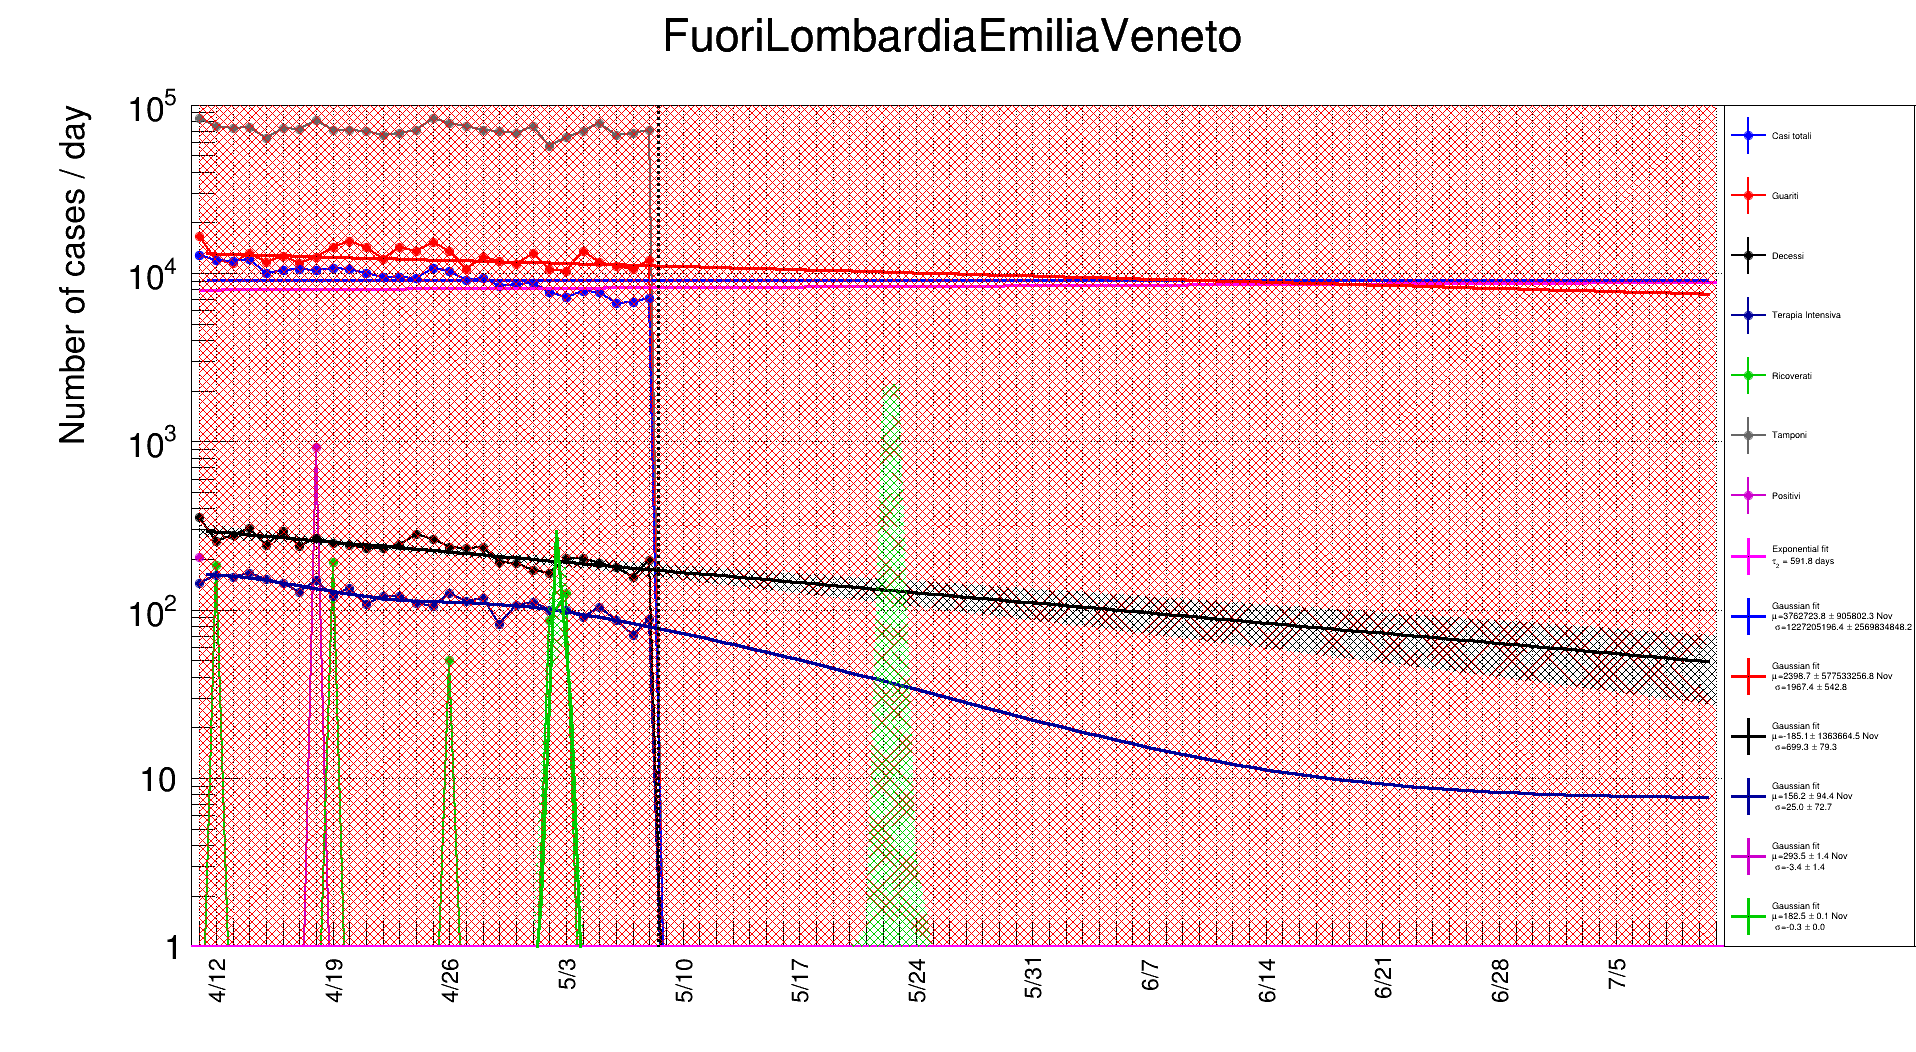 FuoriLombardiaEmiliaVeneto
Number of cases / day
10^5
10^4
10^3
10^2
10
1
4/12
4/19
4/26
5/3
5/10
5/17
5/24
5/31
6/7
6/14
6/21
6/28
7/5
Casi totali
Guariti
Decessi
Terapia Intensiva
Ricoverati
Tamponi
Positivi
Exponential fit
τ₂ = 591.8 days
Gaussian fit
μ=3762723.8 ± 905802.3 Nov
σ=1227205196.4 ± 2569834848.2
Gaussian fit
μ=2398.7 ± 577533256.8 Nov
σ=1967.4 ± 542.8
Gaussian fit
μ=-185.1 ± 1363664.5 Nov
σ=699.3 ± 79.3
Gaussian fit
μ=156.2 ± 94.4 Nov
σ=25.0 ± 72.7
Gaussian fit
μ=293.5 ± 1.4 Nov
σ=-3.4 ± 1.4
Gaussian fit
μ=182.5 ± 0.1 Nov
σ=-0.3 ± 0.0